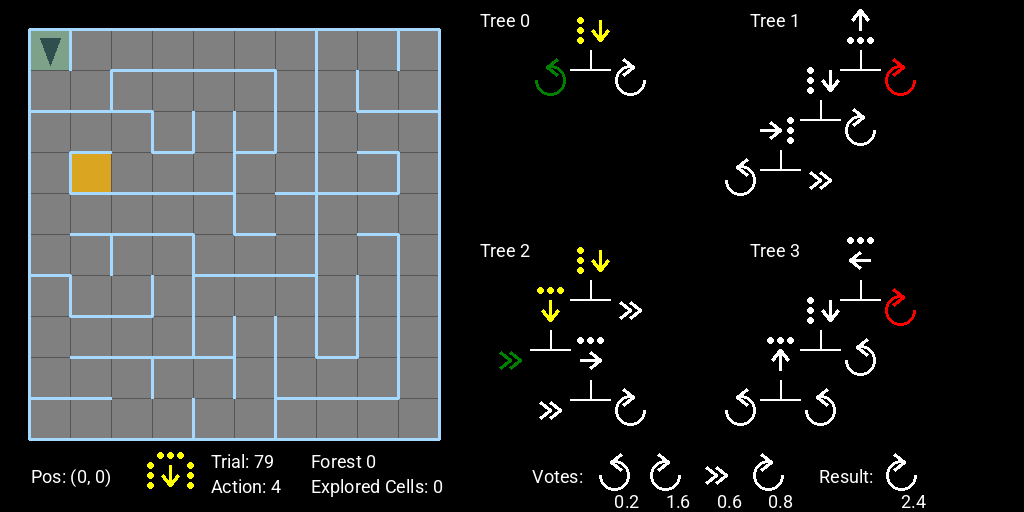 Tree 0
Tree 1
Tree 2
Tree 3
Pos: (0, 0)
Trial: 79
Forest 0
Action: 4
Explored Cells: 0
Votes:
Result:
0.2
1.6
0.6
0.8
2.4